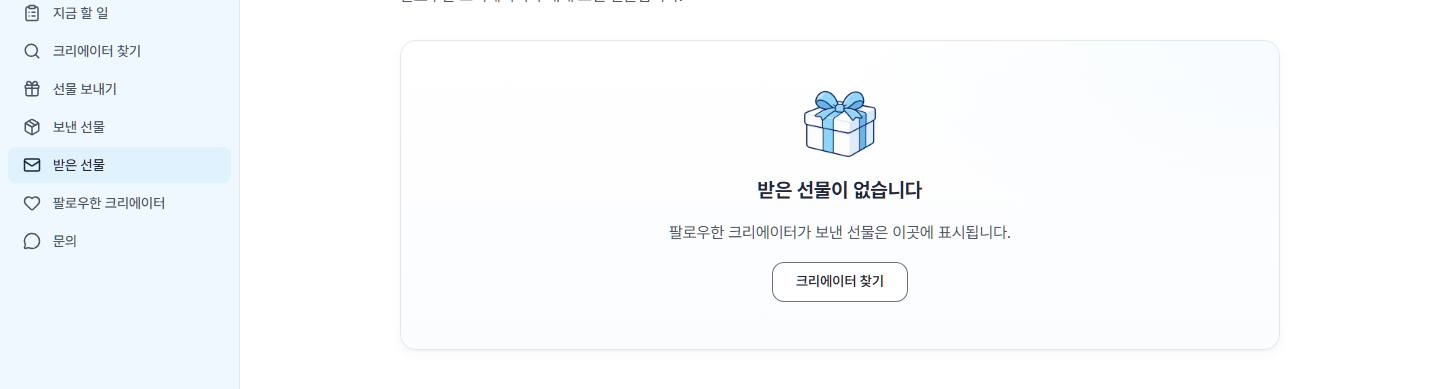 지금 할 일
크리에이터 찾기
선물 보내기
보낸 선물
받은 선물
팔로우한 크리에이터
문의
받은 선물이 없습니다
팔로우한 크리에이터가 보낸 선물은 이곳에 표시됩니다.
크리에이터 찾기